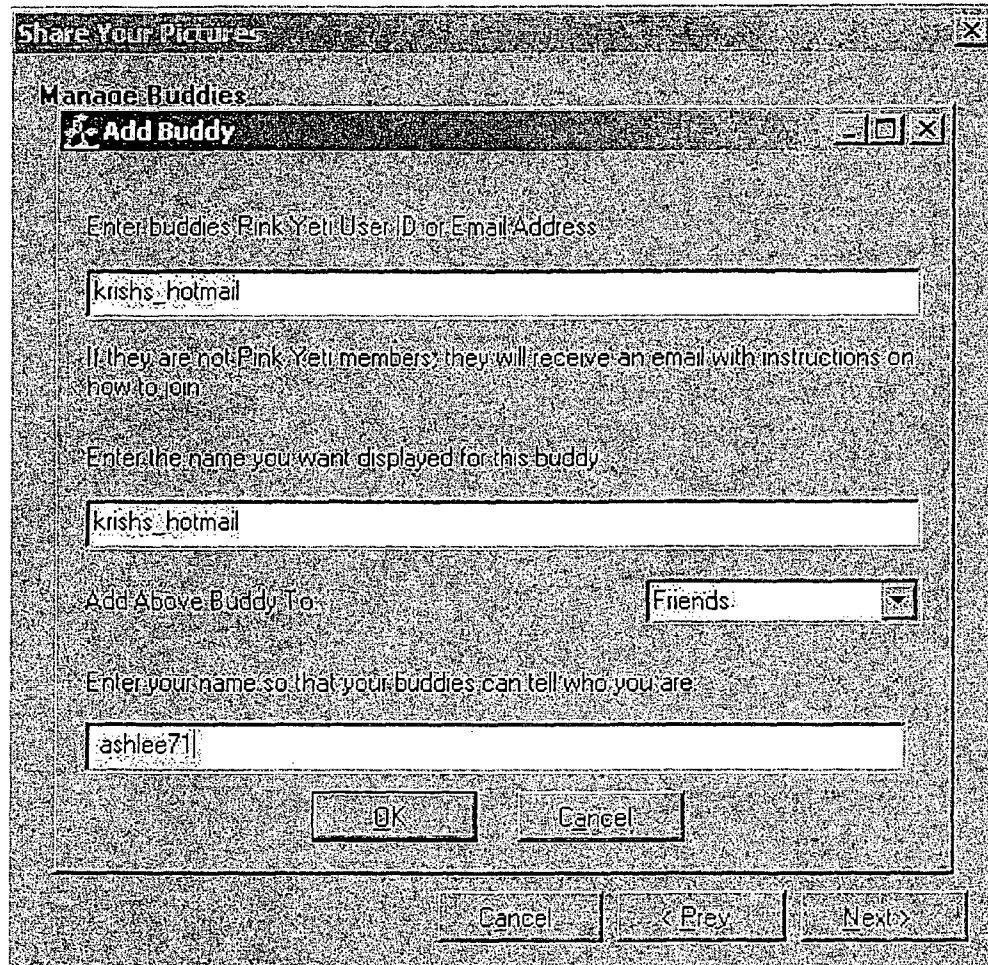 Share Your Pictures
Manage Buddies
Add Buddy
Enter buddies Pink Yeti User ID or Email Address
krishs_hotmail
If they are not Pink Yeti members, they will receive an email with instructions on
how to join
Enter the name you want displayed for this buddy
krishs_hotmail
Add Above Buddy To:
Friends
Enter your name so that your buddies can tell who you are
ashlee71
OK
Cancel
Cancel
< Prev
Next >